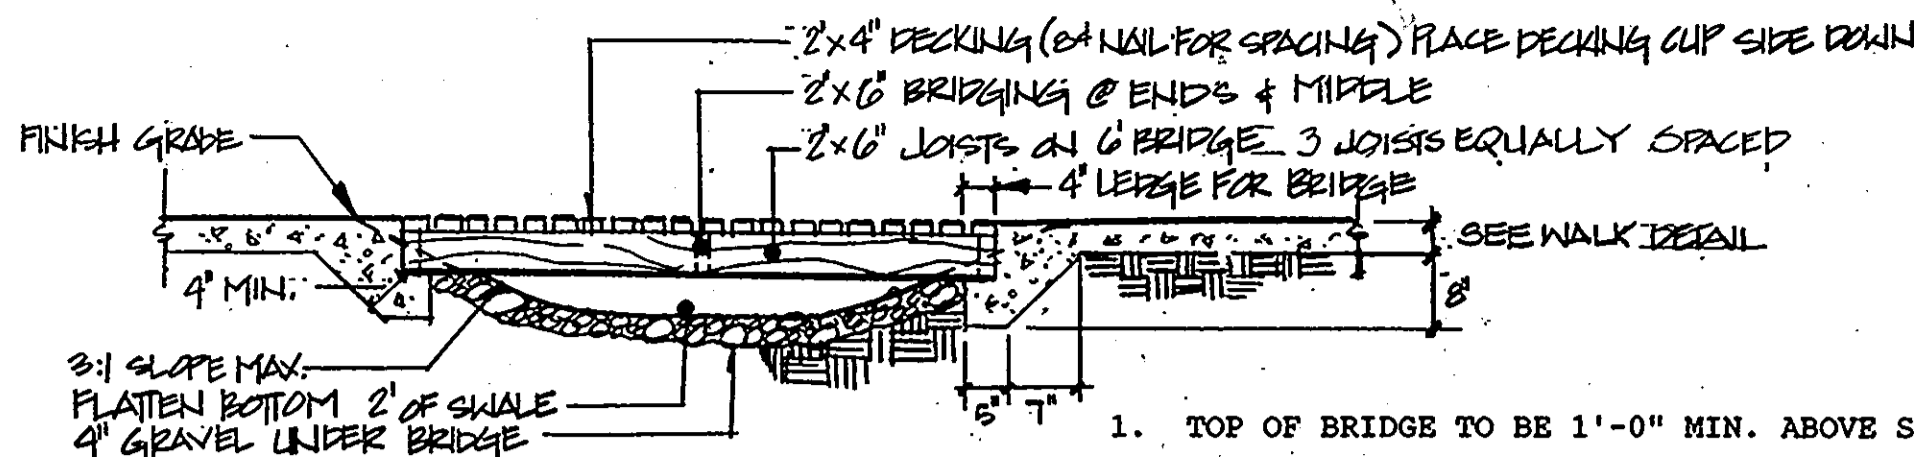 2"x4" DECKING (8d NAIL FOR SPACING) PLACE DECKING CUP SIDE DOWN
2"x6" BRIDGING @ ENDS & MIDDLE
FINISH GRADE
2"x6" JOISTS ON 6' BRIDGE 3 JOISTS EQUALLY SPACED
4" LEDGE FOR BRIDGE
SEE WALK DETAIL
4" MIN.
8"
3:1 SLOPE MAX.
FLATTEN BOTTOM 2' OF SWALE
4" GRAVEL UNDER BRIDGE
5" 7"
1. TOP OF BRIDGE TO BE 1'-0" MIN. ABOVE S